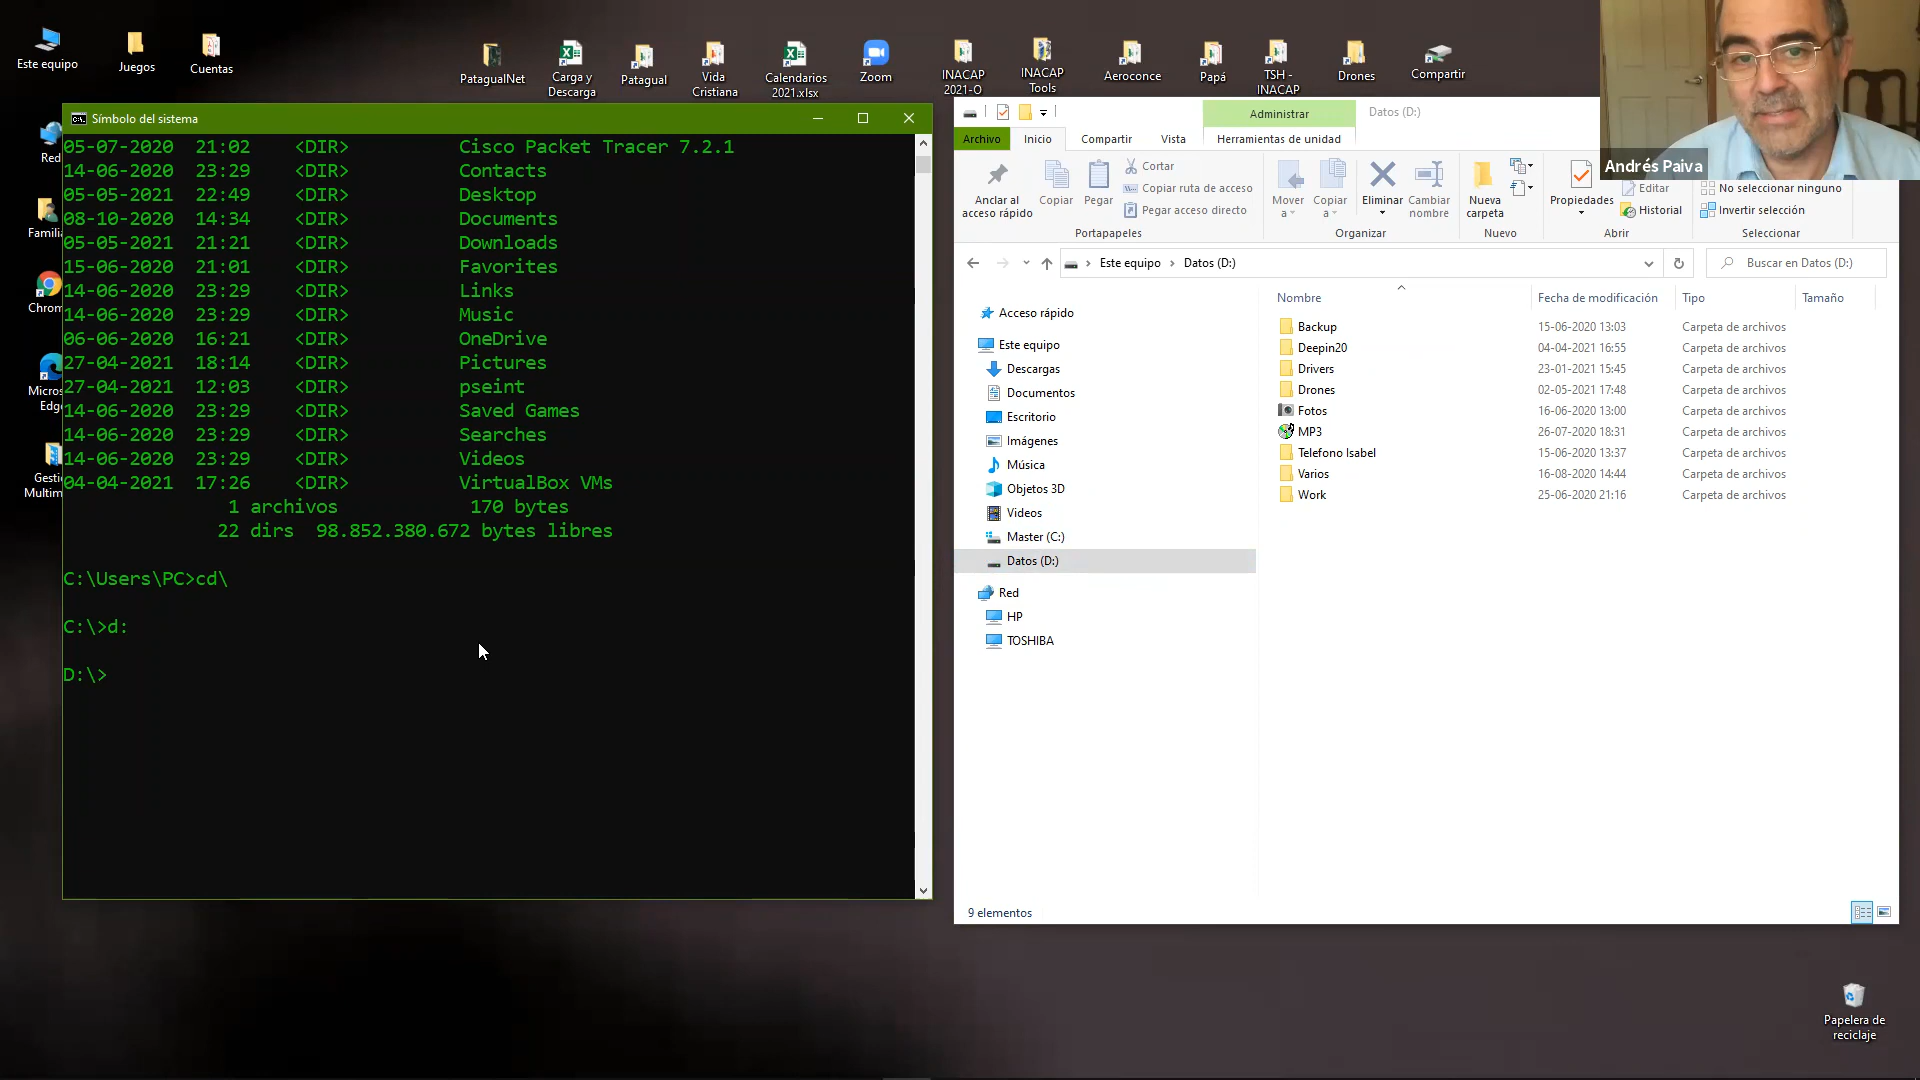 Este equipo
Juegos
Cuentas
PatagualNet
Carga y
Descarga
Patagual
Vida
Cristiana
Calendarios
2021.xlsx
Zoom
INACAP
2021-O
INACAP
Tools
Aeroconce
Papá
TSH -
INACAP
Drones
Compartir
Andrés Paiva
Red
Famili
Chrom
Micros
Edg
Gesti
Multim
Símbolo del sistema
05-07-2020 21:02 <DIR> Cisco Packet Tracer 7.2.1
14-06-2020 23:29 <DIR> Contacts
05-05-2021 22:49 <DIR> Desktop
08-10-2020 14:34 <DIR> Documents
05-05-2021 21:21 <DIR> Downloads
15-06-2020 21:01 <DIR> Favorites
14-06-2020 23:29 <DIR> Links
14-06-2020 23:29 <DIR> Music
06-06-2020 16:21 <DIR> OneDrive
27-04-2021 18:14 <DIR> Pictures
27-04-2021 12:03 <DIR> pseint
14-06-2020 23:29 <DIR> Saved Games
14-06-2020 23:29 <DIR> Searches
14-06-2020 23:29 <DIR> Videos
04-04-2021 17:26 <DIR> VirtualBox VMs
1 archivos 170 bytes
22 dirs 98.852.380.672 bytes libres
C:\Users\PC>cd\
C:\>d:
D:\>
Administrar
Datos (D:)
Archivo
Inicio
Compartir
Vista
Herramientas de unidad
Anclar al
acceso rápido
Copiar
Pegar
Cortar
Copiar ruta de acceso
Pegar acceso directo
Portapapeles
Mover
a
Copiar
a
Eliminar
Cambiar
nombre
Organizar
Nueva
carpeta
Nuevo
Propiedades
Editar
Historial
Abrir
No seleccionar ninguno
Invertir selección
Seleccionar
Este equipo > Datos (D:)
Buscar en Datos (D:)
Acceso rápido
Este equipo
Descargas
Documentos
Escritorio
Imágenes
Música
Objetos 3D
Videos
Master (C:)
Datos (D:)
Red
HP
TOSHIBA
Nombre Fecha de modificación Tipo Tamaño
Backup 15-06-2020 13:03 Carpeta de archivos
Deepin20 04-04-2021 16:55 Carpeta de archivos
Drivers 23-01-2021 15:45 Carpeta de archivos
Drones 02-05-2021 17:48 Carpeta de archivos
Fotos 16-06-2020 13:00 Carpeta de archivos
MP3 26-07-2020 18:31 Carpeta de archivos
Telefono Isabel 15-06-2020 13:37 Carpeta de archivos
Varios 16-08-2020 14:44 Carpeta de archivos
Work 25-06-2020 21:16 Carpeta de archivos
9 elementos
Papelera de
reciclaje